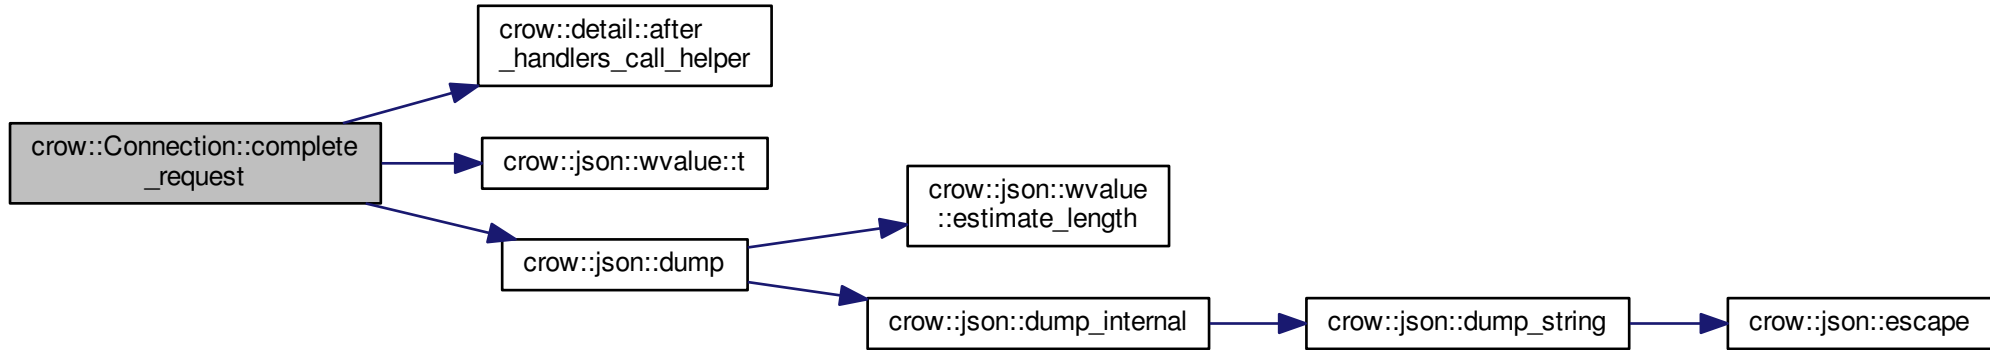 crow::detail::after
_handlers_call_helper
crow::Connection::complete
_request
crow::json::wvalue::t
crow::json::wvalue
::estimate_length
crow::json::dump
crow::json::dump_internal
crow::json::dump_string
crow::json::escape